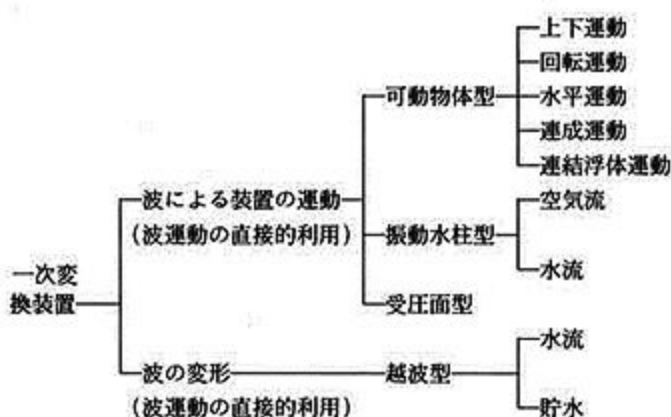 上下運動
回転運動
可動物体型
水平運動
連成運動
連結浮体運動
波による装置の運動
(波運動の直接的利用)
空気流
振動水柱型
水流
一次変
換装置
受圧面型
水流
波の変形
(波運動の直接的利用)
越波型
貯水